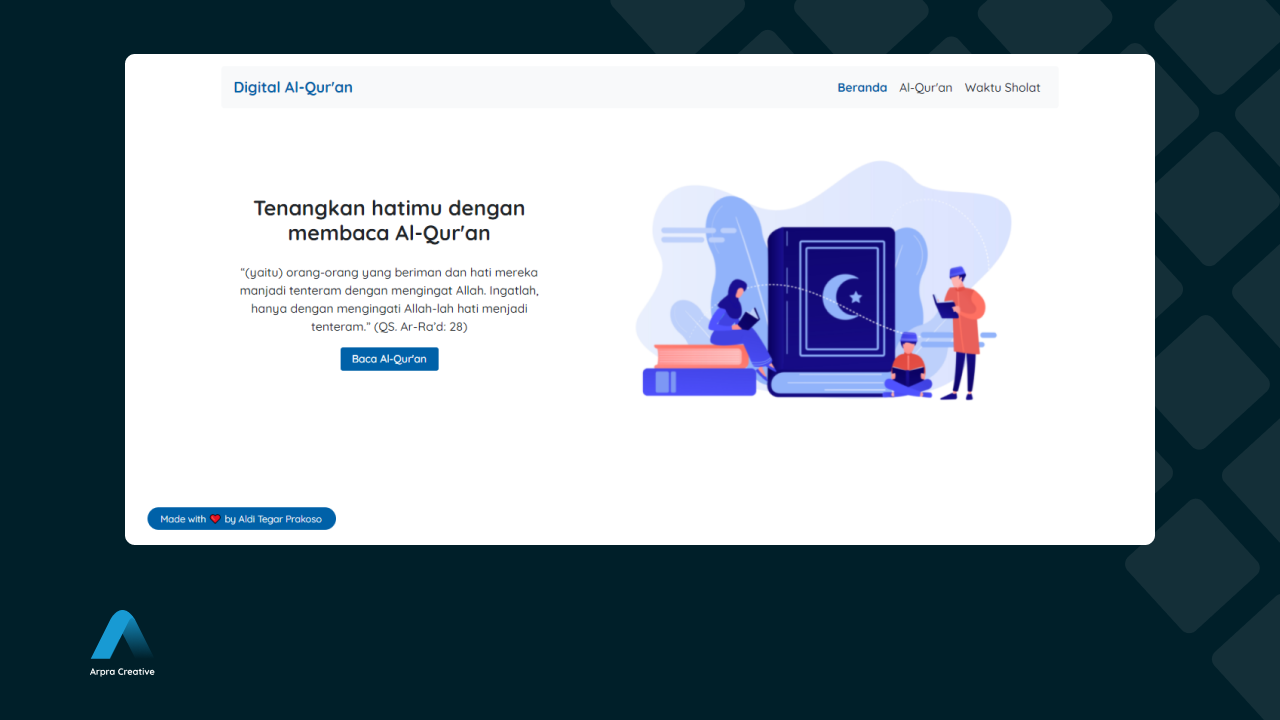 Digital Al-Qur'an
Beranda Al-Qur'an Waktu Sholat
Tenangkan hatimu dengan
membaca Al-Qur'an
"(yaitu) orang-orang yang beriman dan hati mereka
manjadi tenteram dengan mengingat Allah. Ingatlah,
hanya dengan mengingati Allah-lah hati menjadi
tenteram." (QS. Ar-Ra'd: 28)
Baca Al-Qur'an
Made with ❤️ by Aldi Tegar Prakoso
Arpra Creative